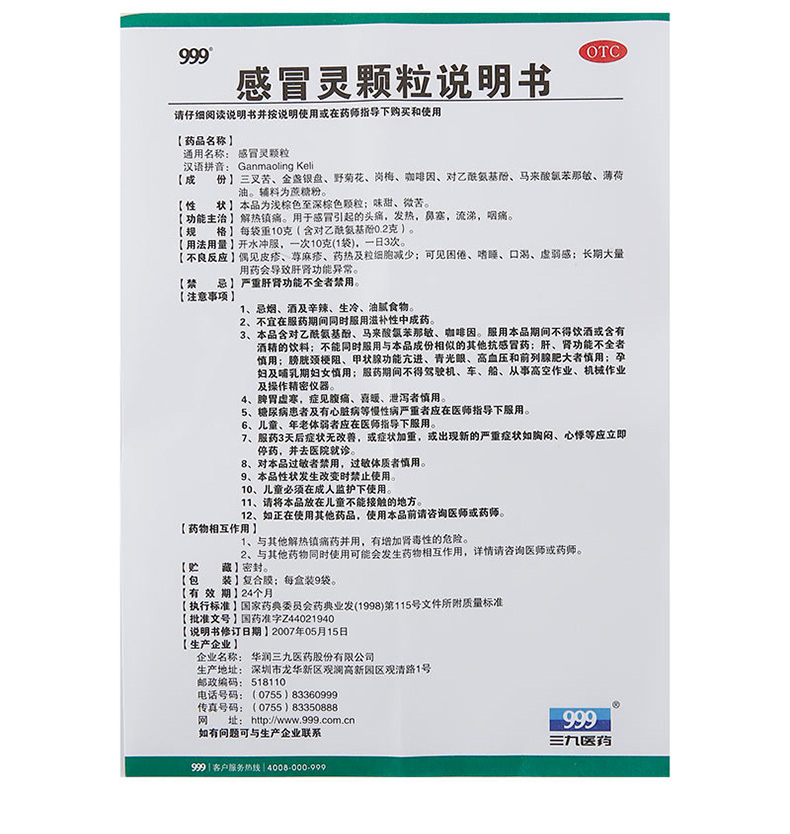 999®
OTC
感冒灵颗粒说明书
请仔细阅读说明书并按说明使用或在药师指导下购买和使用
【药品名称】
通用名称：感冒灵颗粒
汉语拼音：Ganmaoling Keli
【成 份】三叉苦、金盏银盘、野菊花、岗梅、咖啡因、对乙酰氨基酚、马来酸氯苯那敏、薄荷
油。辅料为蔗糖粉。
【性 状】本品为浅棕色至深棕色颗粒；味甜、微苦。
【功能主治】解热镇痛。用于感冒引起的头痛，发热，鼻塞，流涕，咽痛。
【规 格】每袋重10克（含对乙酰氨基酚0.2克）。
【用法用量】开水冲服，一次10克(1袋)，一日3次。
【不良反应】偶见皮疹、荨麻疹、药热及粒细胞减少；可见困倦、嗜睡、口渴、虚弱感；长期大量
用药会导致肝肾功能异常。
【禁 忌】严重肝肾功能不全者禁用。
【注意事项】
1、忌烟、酒及辛辣、生冷、油腻食物。
2、不宜在服药期间同时服用滋补性中成药。
3、本品含对乙酰氨基酚、马来酸氯苯那敏、咖啡因。服用本品期间不得饮酒或含有
酒精的饮料；不能同时服用与本品成份相似的其他抗感冒药；肝、肾功能不全者
慎用；膀胱颈梗阻、甲状腺功能亢进、青光眼、高血压和前列腺肥大者慎用；孕
妇及哺乳期妇女慎用；服药期间不得驾驶机、车、船、从事高空作业、机械作业
及操作精密仪器。
4、脾胃虚寒，症见腹痛、喜暖、泄泻者慎用。
5、糖尿病患者及有心脏病等慢性病严重者应在医师指导下服用。
6、儿童、年老体弱者应在医师指导下服用。
7、服药3天后症状无改善，或症状加重，或出现新的严重症状如胸闷、心悸等应立即
停药，并去医院就诊。
8、对本品过敏者禁用，过敏体质者慎用。
9、本品性状发生改变时禁止使用。
10、儿童必须在成人监护下使用。
11、请将本品放在儿童不能接触的地方。
12、如正在使用其他药品，使用本品前请咨询医师或药师。
【药物相互作用】
1、与其他解热镇痛药并用，有增加肾毒性的危险。
2、与其他药物同时使用可能会发生药物相互作用，详情请咨询医师或药师。
【贮 藏】密封。
【包 装】复合膜；每盒装9袋。
【有 效 期】24个月
【执行标准】国家药典委员会药典业发(1998)第115号文件所附质量标准
【批准文号】国药准字Z44021940
【说明书修订日期】2007年05月15日
【生产企业】
企业名称：华润三九医药股份有限公司
生产地址：深圳市龙华新区观澜高新园区观清路1号
邮政编码：518110
电话号码：(0755) 83360999
传真号码：(0755) 83350888
网 址：http://www.999.com.cn
如有问题可与生产企业联系
999®
三九医药
999 | 客户服务热线 | 4008-000-999